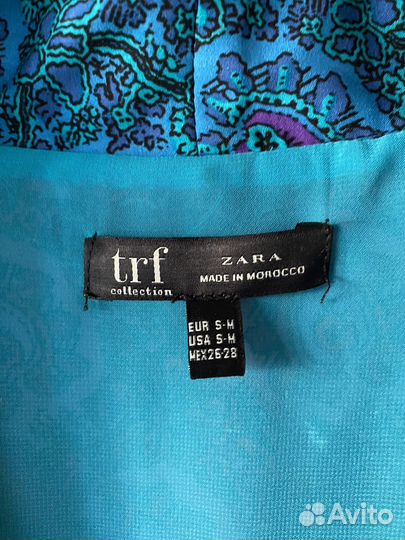 trf
collection
ZARA
MADE IN MOROCCO
EUR S-M
USA S-M
MEX26-28
Avito